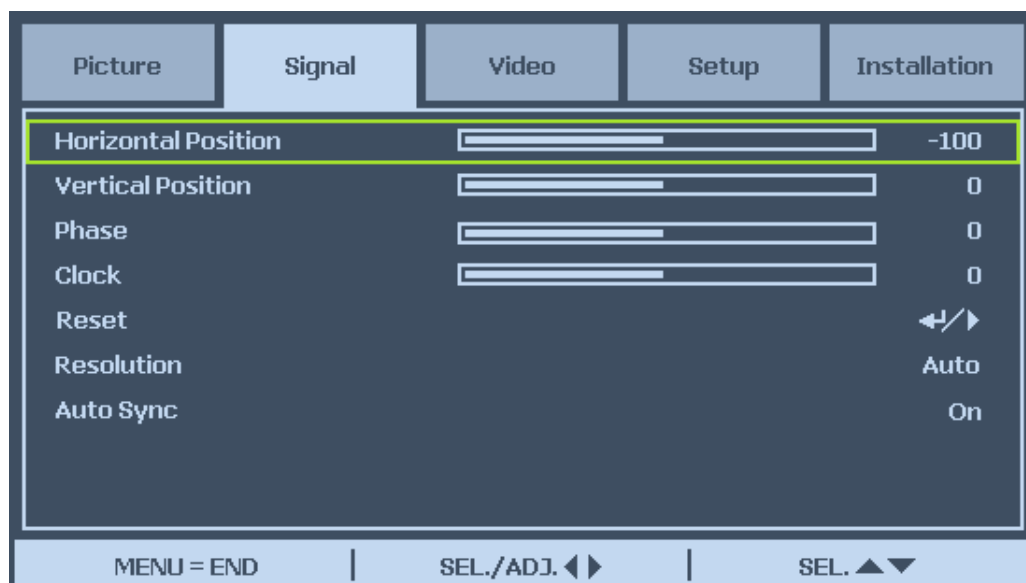 Picture Signal Video Setup Installation
Horizontal Position -100
Vertical Position 0
Phase 0
Clock 0
Reset
Resolution Auto
Auto Sync On
MENU = END | SEL./ADJ. ◀ ▶ | SEL. ▲▼